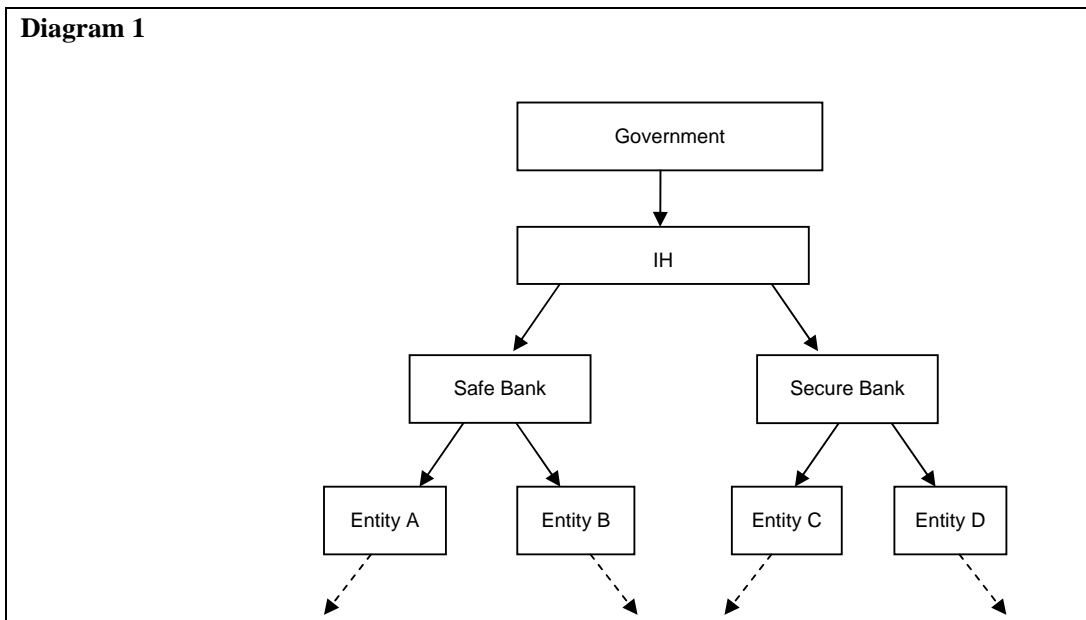 Diagram 1
Government
IH
Safe Bank
Secure Bank
Entity A
Entity B
Entity C
Entity D